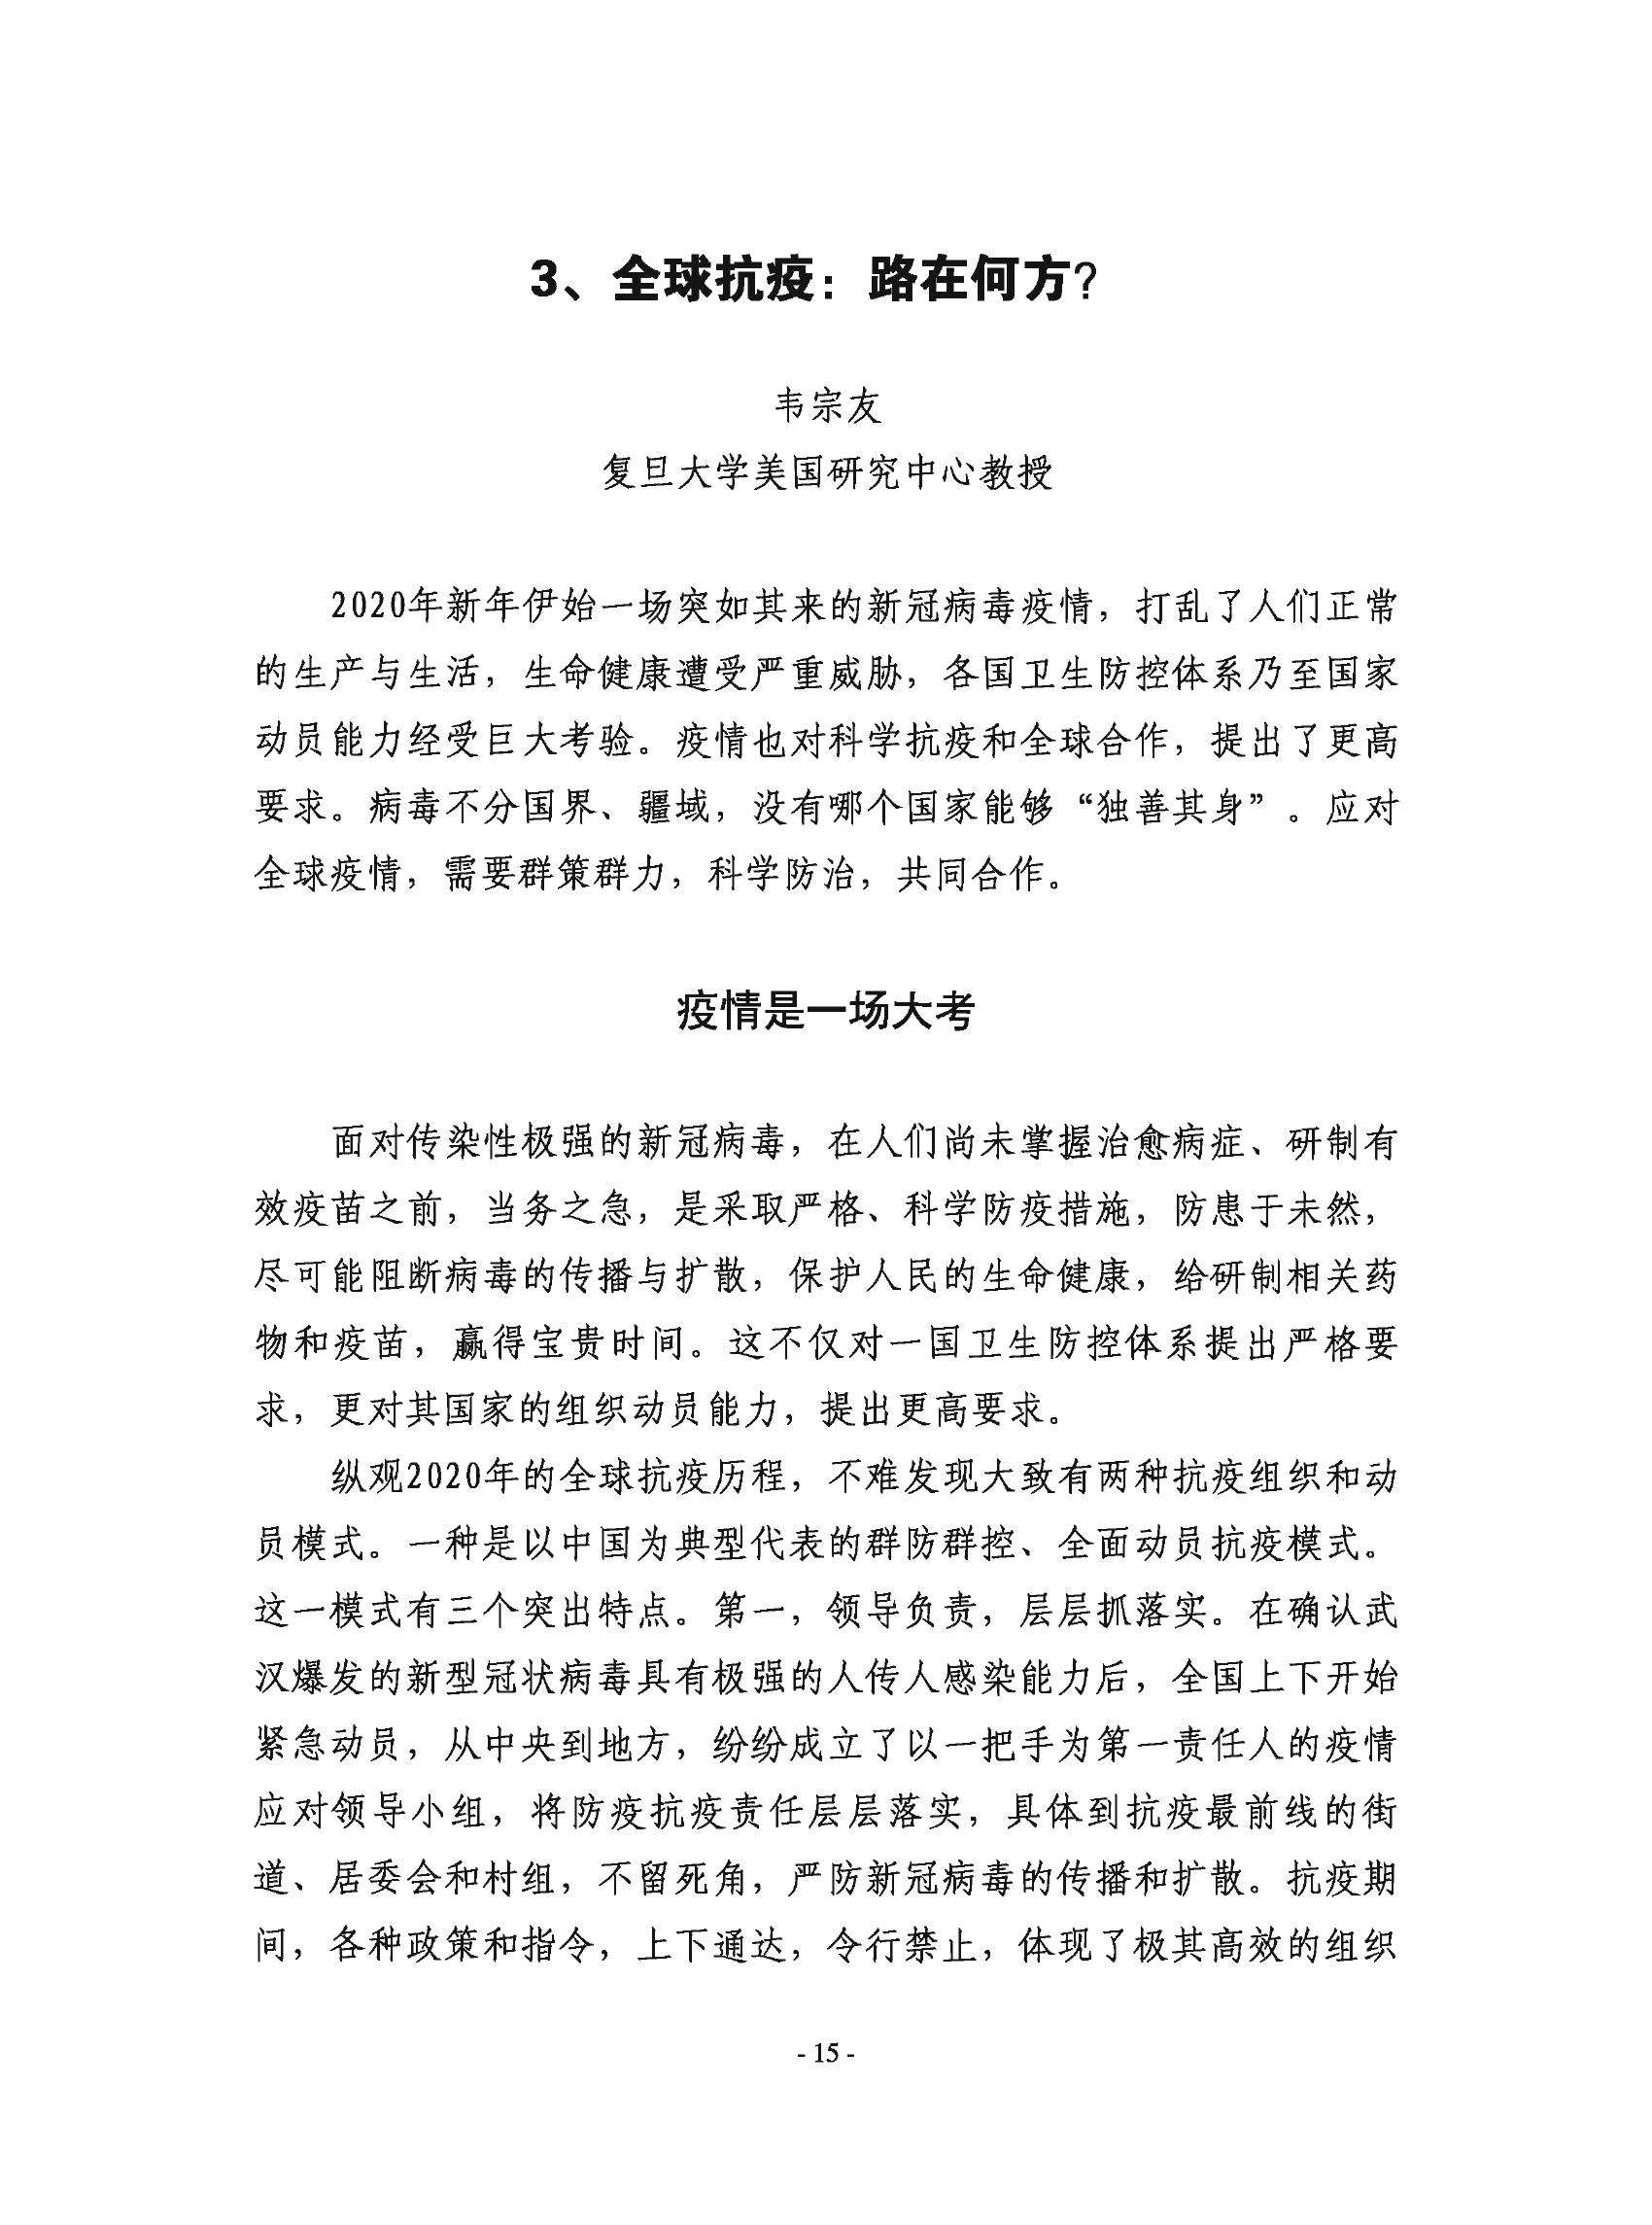 3、全球抗疫：路在何方？
韦宗友
复旦大学美国研究中心教授
2020年新年伊始一场突如其来的新冠病毒疫情，打乱了人们正常
的生产与生活，生命健康遭受严重威胁，各国卫生防控体系乃至国家
动员能力经受巨大考验。疫情也对科学抗疫和全球合作，提出了更高
要求。病毒不分国界、疆域，没有哪个国家能够“独善其身”。应对
全球疫情，需要群策群力，科学防治，共同合作。
疫情是一场大考
面对传染性极强的新冠病毒，在人们尚未掌握治愈病症、研制有
效疫苗之前，当务之急，是采取严格、科学防疫措施，防患于未然，
尽可能阻断病毒的传播与扩散，保护人民的生命健康，给研制相关药
物和疫苗，赢得宝贵时间。这不仅对一国卫生防控体系提出严格要
求，更对其国家的组织动员能力，提出更高要求。
纵观2020年的全球抗疫历程，不难发现大致有两种抗疫组织和动
员模式。一种是以中国为典型代表的群防群控、全面动员抗疫模式。
这一模式有三个突出特点。第一，领导负责，层层抓落实。在确认武
汉爆发的新型冠状病毒具有极强的人传人感染能力后，全国上下开始
紧急动员，从中央到地方，纷纷成立了以一把手为第一责任人的疫情
应对领导小组，将防疫抗疫责任层层落实，具体到抗疫最前线的街
道、居委会和村组，不留死角，严防新冠病毒的传播和扩散。抗疫期
间，各种政策和指令，上下通达，令行禁止，体现了极其高效的组织
- 15 -